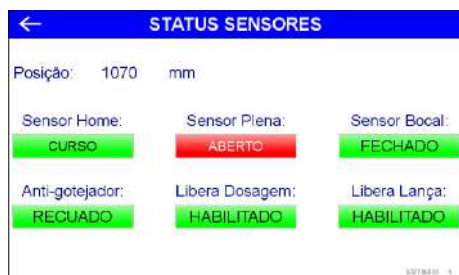 STATUS SENSORES
Posição: 1070 mm
Sensor Home: Sensor Plena: Sensor Bocal:
CURSO ABERTO FECHADO
Anti-gotejador: Libera Dosagem: Libera Lança:
RECUADO HABILITADO HABILITADO